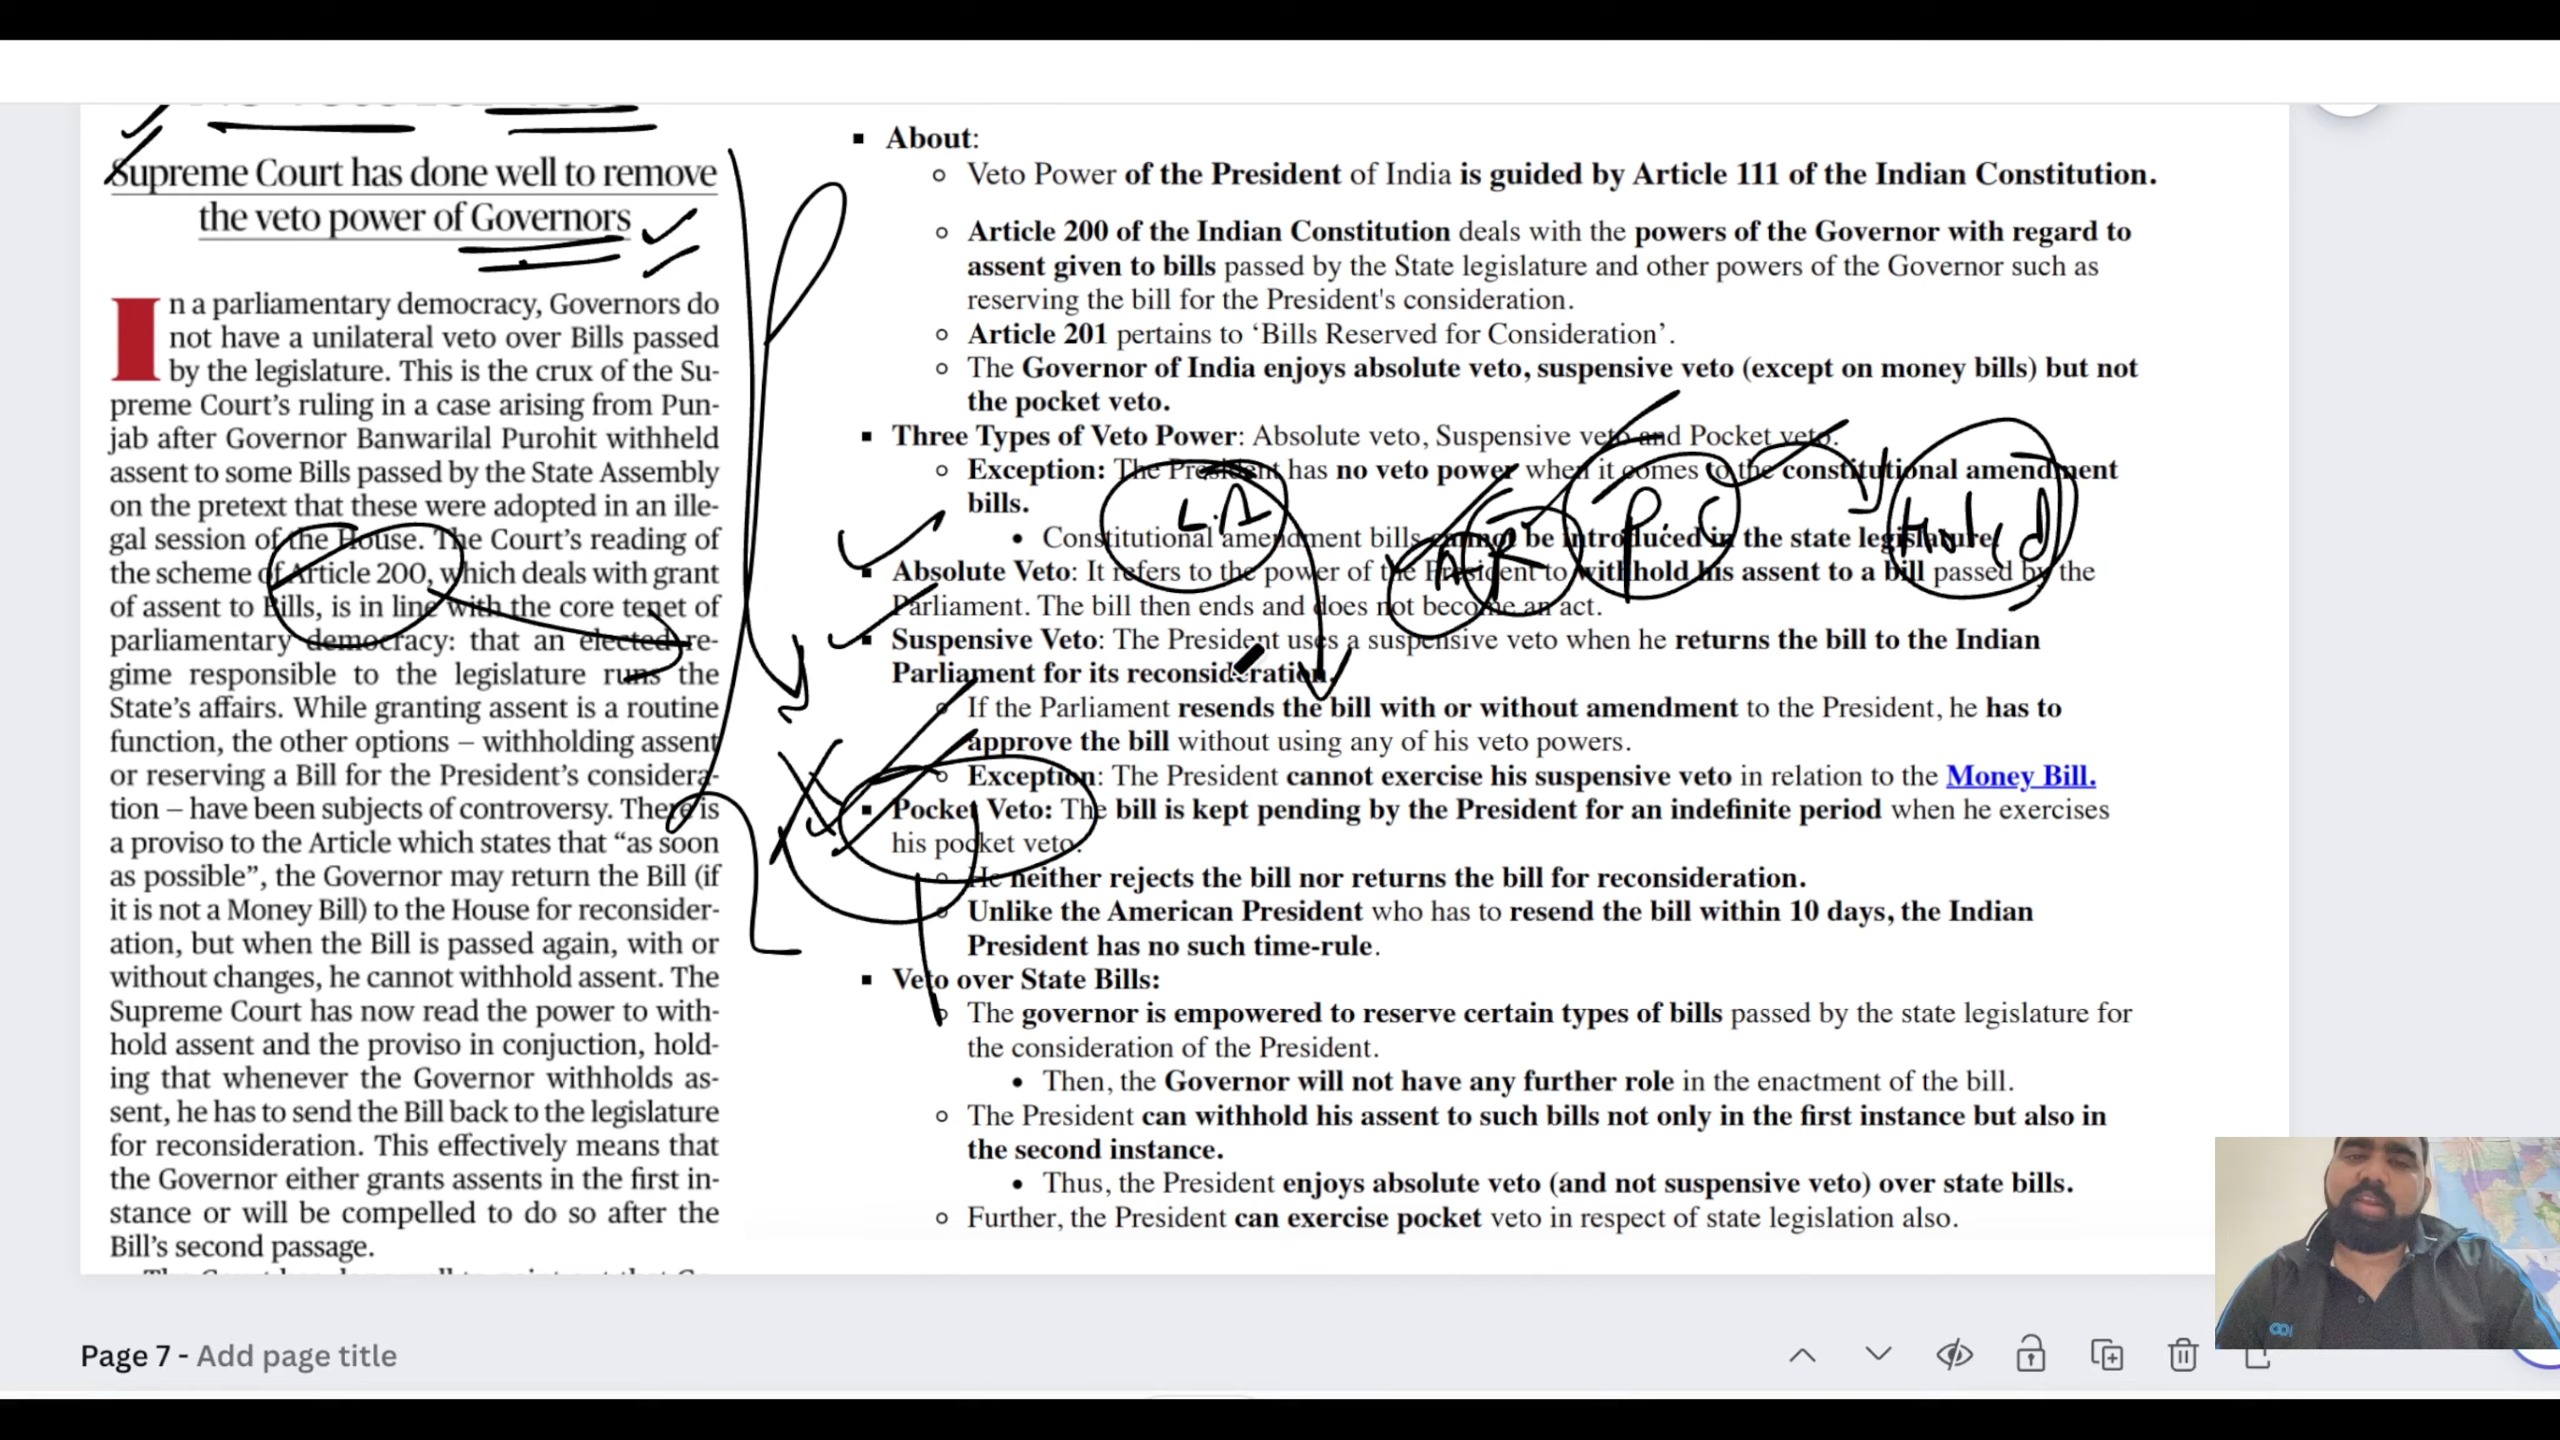 Supreme Court has done well to remove
the veto power of Governors
In a parliamentary democracy, Governors do
not have a unilateral veto over Bills passed
by the legislature. This is the crux of the Su-
preme Court's ruling in a case arising from Pun-
jab after Governor Banwarilal Purohit withheld
assent to some Bills passed by the State Assembly
on the pretext that these were adopted in an ille-
gal session of the House. The Court's reading of
the scheme of Article 200, which deals with grant
of assent to Bills, is in line with the core tenet of
parliamentary democracy: that an elected re-
gime responsible to the legislature runs the
State's affairs. While granting assent is a routine
function, the other options – withholding assent
or reserving a Bill for the President's considera-
tion – have been subjects of controversy. There is
a proviso to the Article which states that “as soon
as possible”, the Governor may return the Bill (if
it is not a Money Bill) to the House for reconsider-
ation, but when the Bill is passed again, with or
without changes, he cannot withhold assent. The
Supreme Court has now read the power to with-
hold assent and the proviso in conjuction, hold-
ing that whenever the Governor withholds as-
sent, he has to send the Bill back to the legislature
for reconsideration. This effectively means that
the Governor either grants assents in the first in-
stance or will be compelled to do so after the
Bill's second passage.
About:
Veto Power of the President of India is guided by Article 111 of the Indian Constitution.
Article 200 of the Indian Constitution deals with the powers of the Governor with regard to
assent given to bills passed by the State legislature and other powers of the Governor such as
reserving the bill for the President's consideration.
Article 201 pertains to ‘Bills Reserved for Consideration’.
The Governor of India enjoys absolute veto, suspensive veto (except on money bills) but not
the pocket veto.
Three Types of Veto Power: Absolute veto, Suspensive veto and Pocket veto.
Exception: The President has no veto power when it comes to the constitutional amendment
bills.
L.A
P.C
Hold
Constitutional amendment bills cannot be introduced in the state legislature.
Absolute Veto: It refers to the power of the President to withhold his assent to a bill passed by the
Parliament. The bill then ends and does not become an act.
Suspensive Veto: The President uses a suspensive veto when he returns the bill to the Indian
Parliament for its reconsideration.
If the Parliament resends the bill with or without amendment to the President, he has to
approve the bill without using any of his veto powers.
Exception: The President cannot exercise his suspensive veto in relation to the Money Bill.
Pocket Veto: The bill is kept pending by the President for an indefinite period when he exercises
his pocket veto.
He neither rejects the bill nor returns the bill for reconsideration.
Unlike the American President who has to resend the bill within 10 days, the Indian
President has no such time-rule.
Veto over State Bills:
The governor is empowered to reserve certain types of bills passed by the state legislature for
the consideration of the President.
Then, the Governor will not have any further role in the enactment of the bill.
The President can withhold his assent to such bills not only in the first instance but also in
the second instance.
Thus, the President enjoys absolute veto (and not suspensive veto) over state bills.
Further, the President can exercise pocket veto in respect of state legislation also.
Page 7 - Add page title